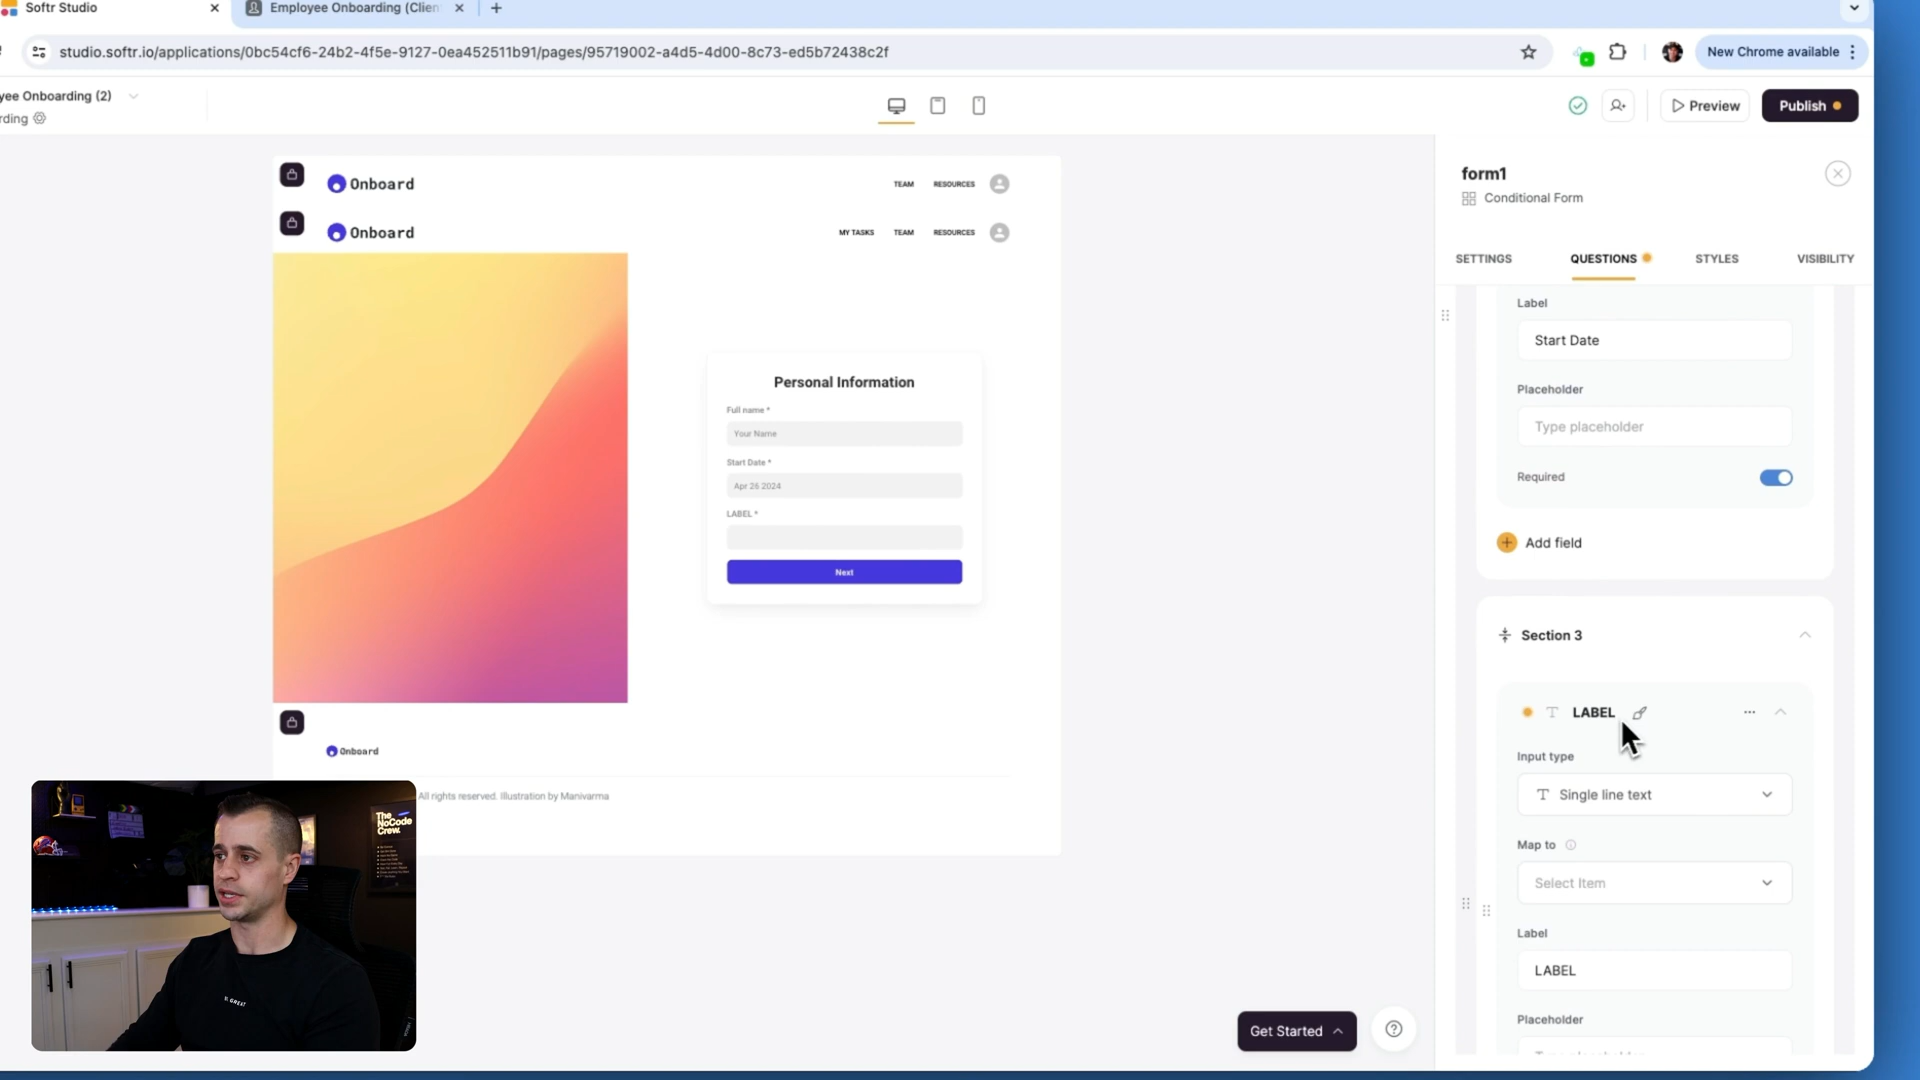 Softr Studio
Employee Onboarding (Clien
studio.softr.io/applications/0bc54cf6-24b2-4f5e-9127-0ea452511b91/pages/95719002-a4d5-4d00-8c73-ed5b72438c2f
New Chrome available
yee Onboarding (2)
rding
Preview
Publish
Onboard
TEAM
RESOURCES
Onboard
MY TASKS
TEAM
RESOURCES
Personal Information
Full name *
Your Name
Start Date *
Apr 26 2024
LABEL *
Next
Onboard
All rights reserved. Illustration by Manivarma
The
NoCode
Crew.
Get Started
form1
Conditional Form
SETTINGS
QUESTIONS
STYLES
VISIBILITY
Label
Start Date
Placeholder
Type placeholder
Required
Add field
Section 3
LABEL
Input type
Single line text
Map to
Select Item
Label
LABEL
Placeholder